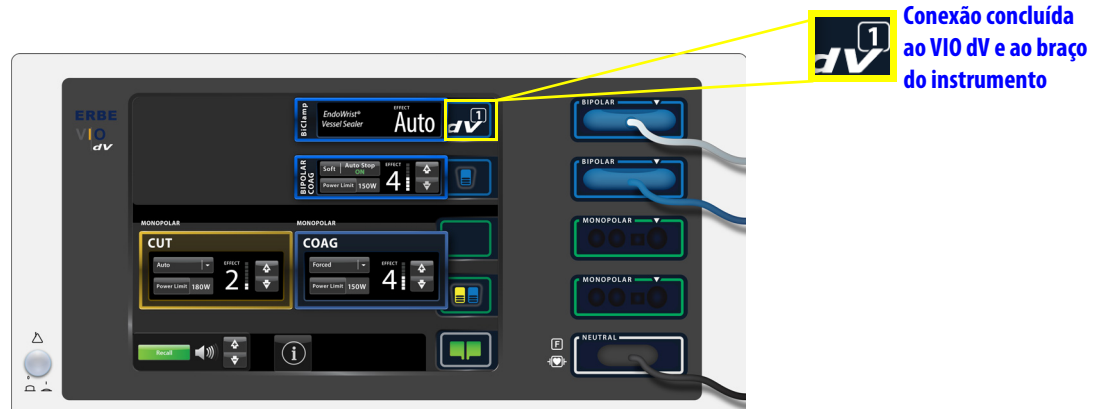 Conexão concluída
ao VIO dV e ao braço
do instrumento
dV 1
ERBE
VIO
dV
BiClamp
EndoWrist®
Vessel Sealer
EFFECT
Auto
dV 1
BIPOLAR
COAG
Soft
Auto Stop
ON
Power Limit 150W
EFFECT
4
MONOPOLAR
CUT
Auto
Power Limit 180W
EFFECT
2
MONOPOLAR
COAG
Forced
Power Limit 150W
EFFECT
4
Recall
i
BIPOLAR
BIPOLAR
MONOPOLAR
MONOPOLAR
NEUTRAL
F